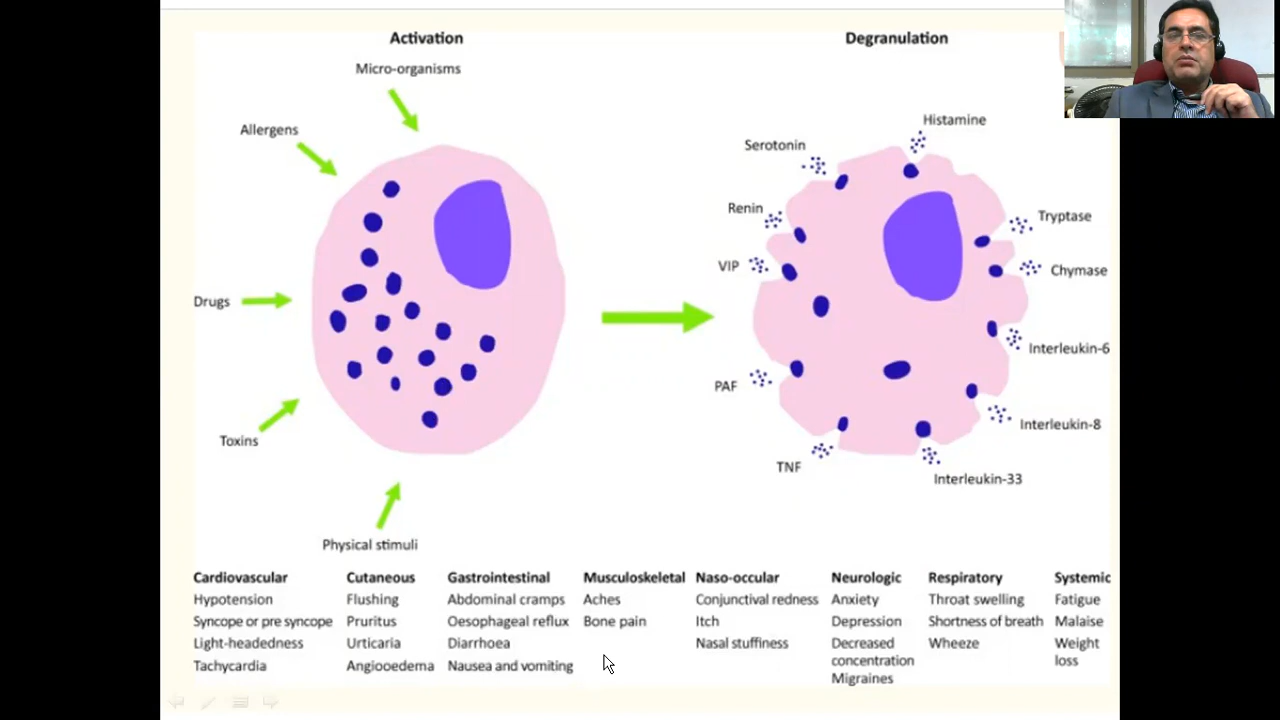 Activation
Degranulation
Micro-organisms
Allergens
Drugs
Toxins
Physical stimuli
Histamine
Serotonin
Renin
VIP
PAF
TNF
Tryptase
Chymase
Interleukin-6
Interleukin-8
Interleukin-33
Cardiovascular
Hypotension
Syncope or pre syncope
Light-headedness
Tachycardia
Cutaneous
Flushing
Pruritus
Urticaria
Angiooedema
Gastrointestinal
Abdominal cramps
Oesophageal reflux
Diarrhoea
Nausea and vomiting
Musculoskeletal
Aches
Bone pain
Naso-occular
Conjunctival redness
Itch
Nasal stuffiness
Neurologic
Anxiety
Depression
Decreased
concentration
Migraines
Respiratory
Throat swelling
Shortness of breath
Wheeze
Systemic
Fatigue
Malaise
Weight
loss